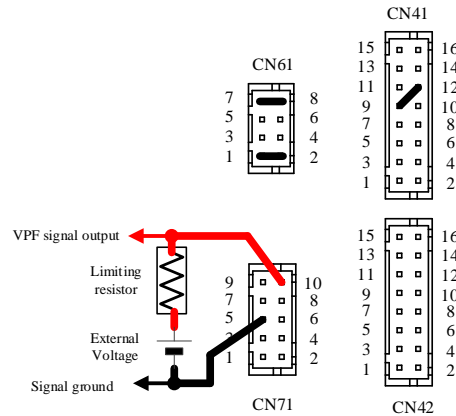 CN41
15 16
13 14
11 12
9 10
7 8
5 6
3 4
1 2
CN61
7 8
5 6
3 4
1 2
VPF signal output
Limiting
resistor
External
Voltage
Signal ground
9 10
7 8
5 6
4
1 2
CN71
15 16
13 14
11 12
9 10
7 8
5 6
3 4
1 2
CN42